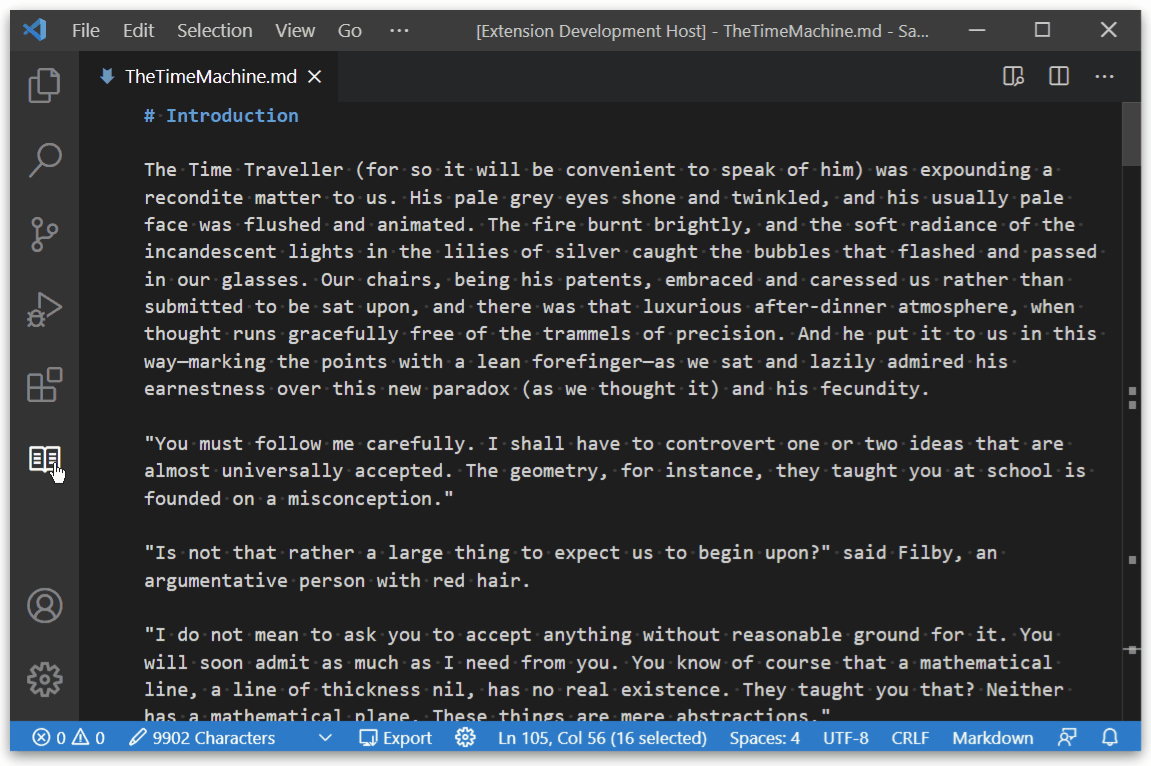 File Edit Selection View Go ··· [Extension Development Host] - TheTimeMachine.md - Sa...
TheTimeMachine.md
# Introduction
The Time Traveller (for so it will be convenient to speak of him) was expounding a
recondite matter to us. His pale grey eyes shone and twinkled, and his usually pale
face was flushed and animated. The fire burnt brightly, and the soft radiance of the
incandescent lights in the lilies of silver caught the bubbles that flashed and passed
in our glasses. Our chairs, being his patents, embraced and caressed us rather than
submitted to be sat upon, and there was that luxurious after-dinner atmosphere, when
thought runs gracefully free of the trammels of precision. And he put it to us in this
way—marking the points with a lean forefinger—as we sat and lazily admired his
earnestness over this new paradox (as we thought it) and his fecundity.
"You must follow me carefully. I shall have to controvert one or two ideas that are
almost universally accepted. The geometry, for instance, they taught you at school is
founded on a misconception."
"Is not that rather a large thing to expect us to begin upon?" said Filby, an
argumentative person with red hair.
"I do not mean to ask you to accept anything without reasonable ground for it. You
will soon admit as much as I need from you. You know of course that a mathematical
line, a line of thickness nil, has no real existence. They taught you that? Neither
has a mathematical plane. These things are mere abstractions."
0 0 9902 Characters Export Ln 105, Col 56 (16 selected) Spaces: 4 UTF-8 CRLF Markdown